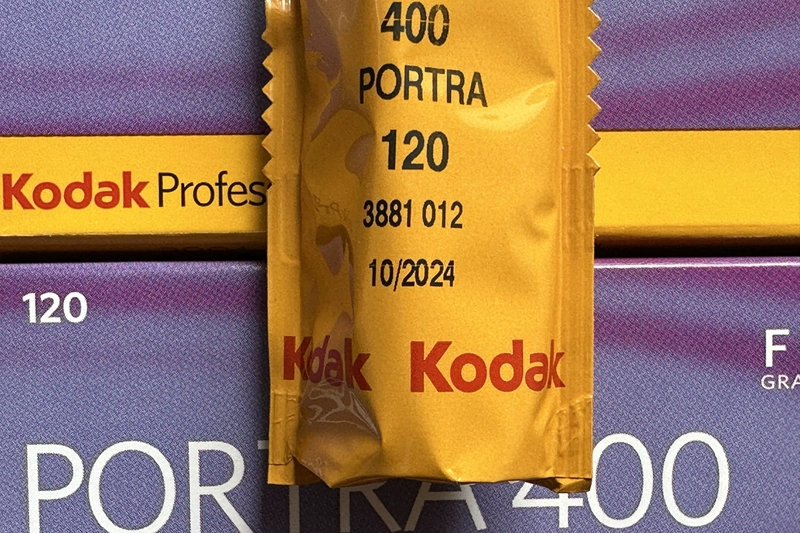 400
PORTRA
120
3881 012
10/2024
Kodak Kodak
Kodak Profes
120
F
GRA
PORTRA 400